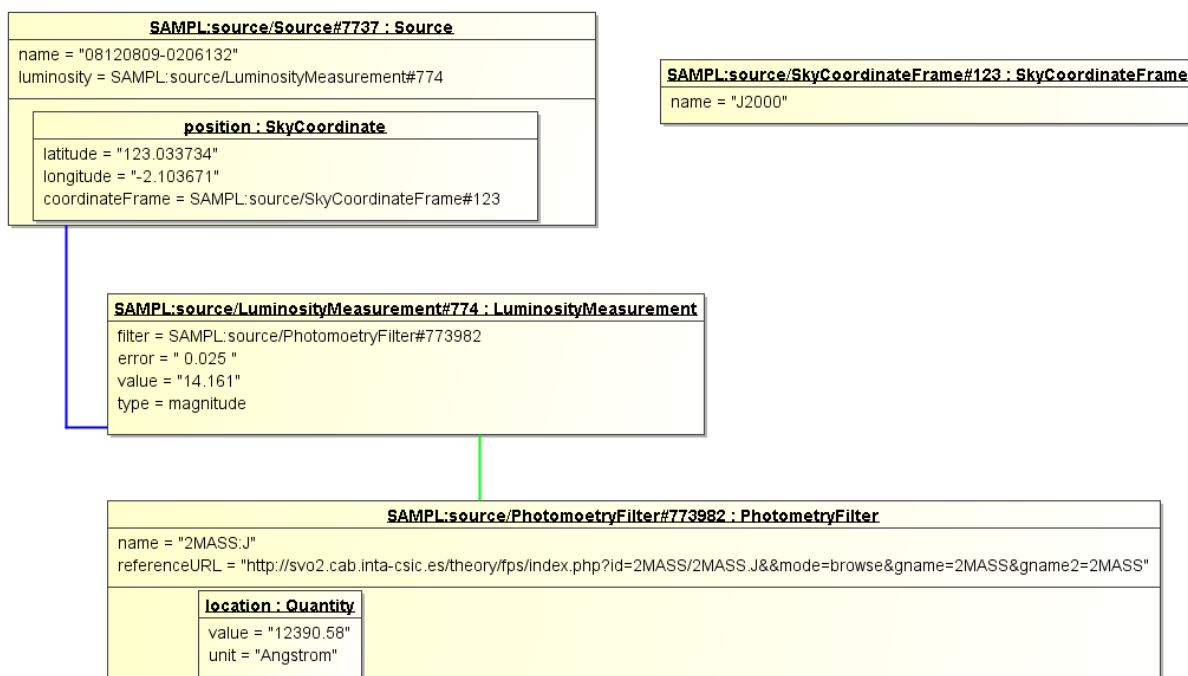 SAMPL:source/Source#7737 : Source
name = "08120809-0206132"
luminosity = SAMPL:source/LuminosityMeasurement#774
position : SkyCoordinate
latitude = "123.033734"
longitude = "-2.103671"
coordinateFrame = SAMPL:source/SkyCoordinateFrame#123
SAMPL:source/SkyCoordinateFrame#123 : SkyCoordinateFrame
name = "J2000"
SAMPL:source/LuminosityMeasurement#774 : LuminosityMeasurement
filter = SAMPL:source/PhotomoetryFilter#773982
error = " 0.025 "
value = "14.161"
type = magnitude
SAMPL:source/PhotomoetryFilter#773982 : PhotometryFilter
name = "2MASS:J"
referenceURL = "http://svo2.cab.inta-csic.es/theory/fps/index.php?id=2MASS/2MASS.J&&mode=browse&gname=2MASS&gname2=2MASS"
location : Quantity
value = "12390.58"
unit = "Angstrom"